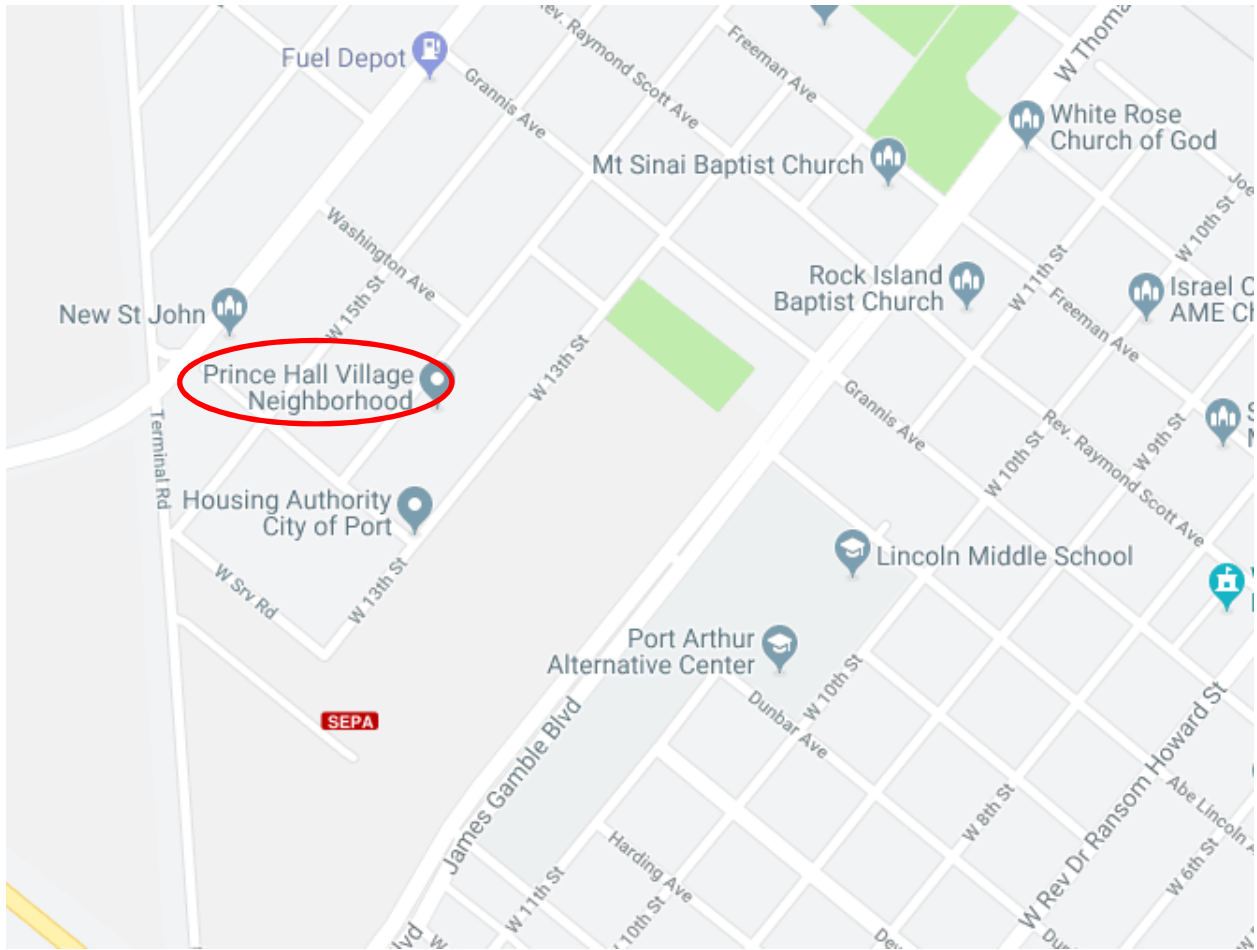 Fuel Depot
Grannis Ave
Raymond Scott Ave
Freeman Ave
White Rose
Church of God
Mt Sinai Baptist Church
W 10th St
Washington Ave
Rock Island
Baptist Church
W 11th St
Freeman Ave
New St John
W 15th St
Prince Hall Village
Neighborhood
W 13th St
Grannis Ave
Terminal Rd
Rev. Raymond Scott Ave
W 9th St
W 10th St
Housing Authority
City of Port
Lincoln Middle School
W Srv Rd
W 13th St
Port Arthur
Alternative Center
SEPA
Dunbar Ave
W 10th St
James Gamble Blvd
W Rev Dr Ransom Howard St
W 8th St
Abe Lincoln
W 6th St
Harding Ave
W 11th St
10th St